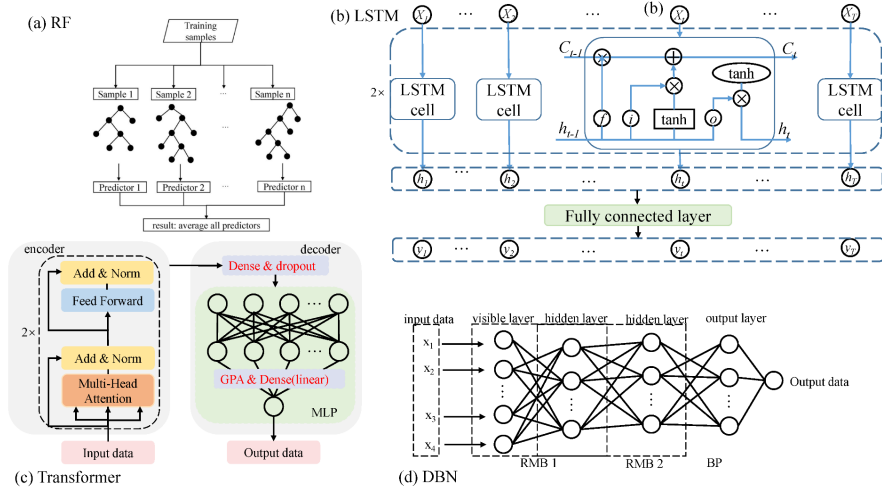 (a) RF
Training
samples
Sample 1
Sample 2
...
Sample n
...
Predictor 1
Predictor 2
...
Predictor n
result: average all predictors
(b) LSTM
(b)
X1 ... X2 ... Xt ... XT
2×
LSTM
cell
LSTM
cell
Ct-1
Ct
tanh
f
i
tanh
o
ht-1
ht
LSTM
cell
h1 ... h2 ... ht ... hT
Fully connected layer
v1 ... v2 ... vt ... vT
encoder
Add & Norm
Feed Forward
2×
Add & Norm
Multi-Head
Attention
Input data
(c) Transformer
decoder
Dense & dropout
...
...
GPA & Dense(linear)
MLP
Output data
input data
visible layer
hidden layer
hidden layer
output layer
x1
x2
x3
x4
Output data
RMB 1
RMB 2
BP
(d) DBN